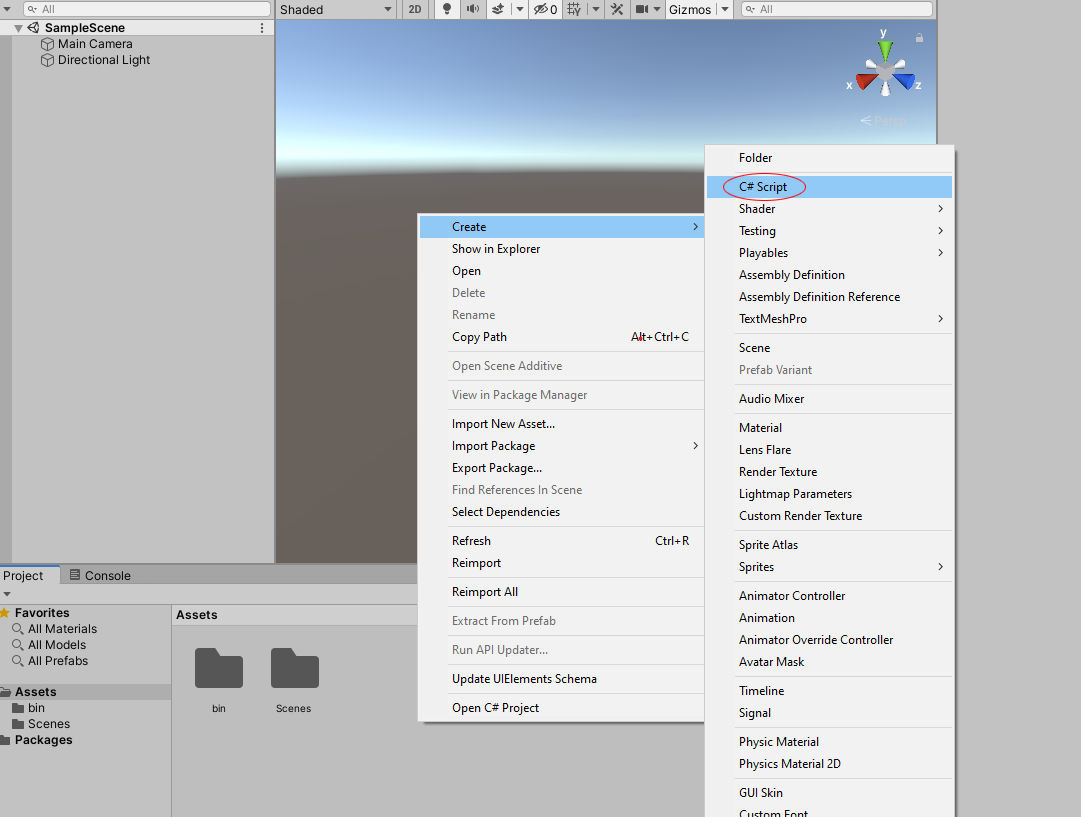 All
Shaded
2D
0
Gizmos
All
SampleScene
Main Camera
Directional Light
y
x
z
Persp
Create
Show in Explorer
Open
Delete
Rename
Copy Path Alt+Ctrl+C
Open Scene Additive
View in Package Manager
Import New Asset...
Import Package
Export Package...
Find References In Scene
Select Dependencies
Refresh Ctrl+R
Reimport
Reimport All
Extract From Prefab
Run API Updater...
Update UIElements Schema
Open C# Project
Folder
C# Script
Shader
Testing
Playables
Assembly Definition
Assembly Definition Reference
TextMeshPro
Scene
Prefab Variant
Audio Mixer
Material
Lens Flare
Render Texture
Lightmap Parameters
Custom Render Texture
Sprite Atlas
Sprites
Animator Controller
Animation
Animator Override Controller
Avatar Mask
Timeline
Signal
Physic Material
Physics Material 2D
GUI Skin
Custom Font
Project
Console
Favorites
All Materials
All Models
All Prefabs
Assets
bin
Scenes
Packages
Assets
bin
Scenes